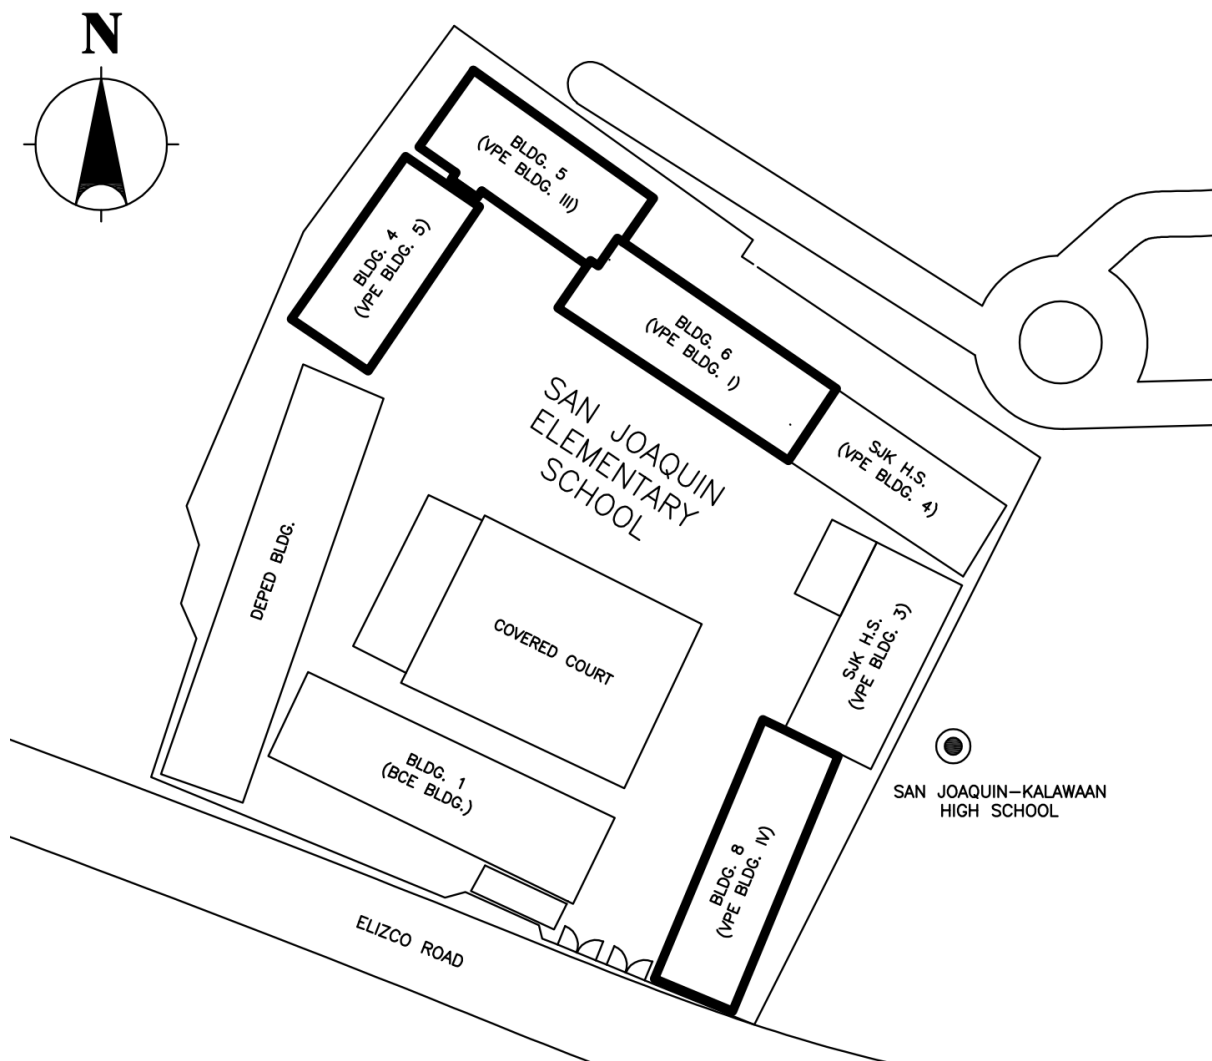 N
BLDG. 5
(VPE BLDG. III)
BLDG. 4
(VPE BLDG. 5)
BLDG. 6
(VPE BLDG. I)
SAN JOAQUIN
ELEMENTARY
SCHOOL
SJK H.S.
(VPE BLDG. 4)
DEPED BLDG.
COVERED COURT
SJK H.S.
(VPE BLDG. 3)
BLDG. 1
(BCE BLDG.)
SAN JOAQUIN-KALAWAAN
HIGH SCHOOL
BLDG. 8
(VPE BLDG. IV)
ELIZCO ROAD